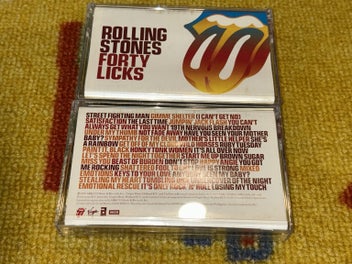 ROLLING
STONES
FORTY
LICKS
STREET FIGHTING MAN GIMME SHELTER (I CAN'T GET NO)
SATISFACTION THE LAST TIME JUMPIN' JACK FLASH YOU CAN'T
ALWAYS GET WHAT YOU WANT 19TH NERVOUS BREAKDOWN
UNDER MY THUMB NOT FADE AWAY HAVE YOU SEEN YOUR MOTHER
BABY? SYMPATHY FOR THE DEVIL MOTHER'S LITTLE HELPER SHE'S
A RAINBOW GET OFF OF MY CLOUD WILD HORSES RUBY TUESDAY
PAINT IT, BLACK HONKY TONK WOMEN IT'S ALL OVER NOW
LET'S SPEND THE NIGHT TOGETHER START ME UP BROWN SUGAR
MISS YOU BEAST OF BURDEN DON'T STOP HAPPY ANGIE YOU GOT
ME ROCKING SHATTERED FOOL TO CRY LOVE IS STRONG MIXED
EMOTIONS KEYS TO YOUR LOVE ANYBODY SEEN MY BABY?
STEALING MY HEART TUMBLING DICE UNDERCOVER OF THE NIGHT
EMOTIONAL RESCUE IT'S ONLY ROCK 'N' ROLL LOSING MY TOUCH